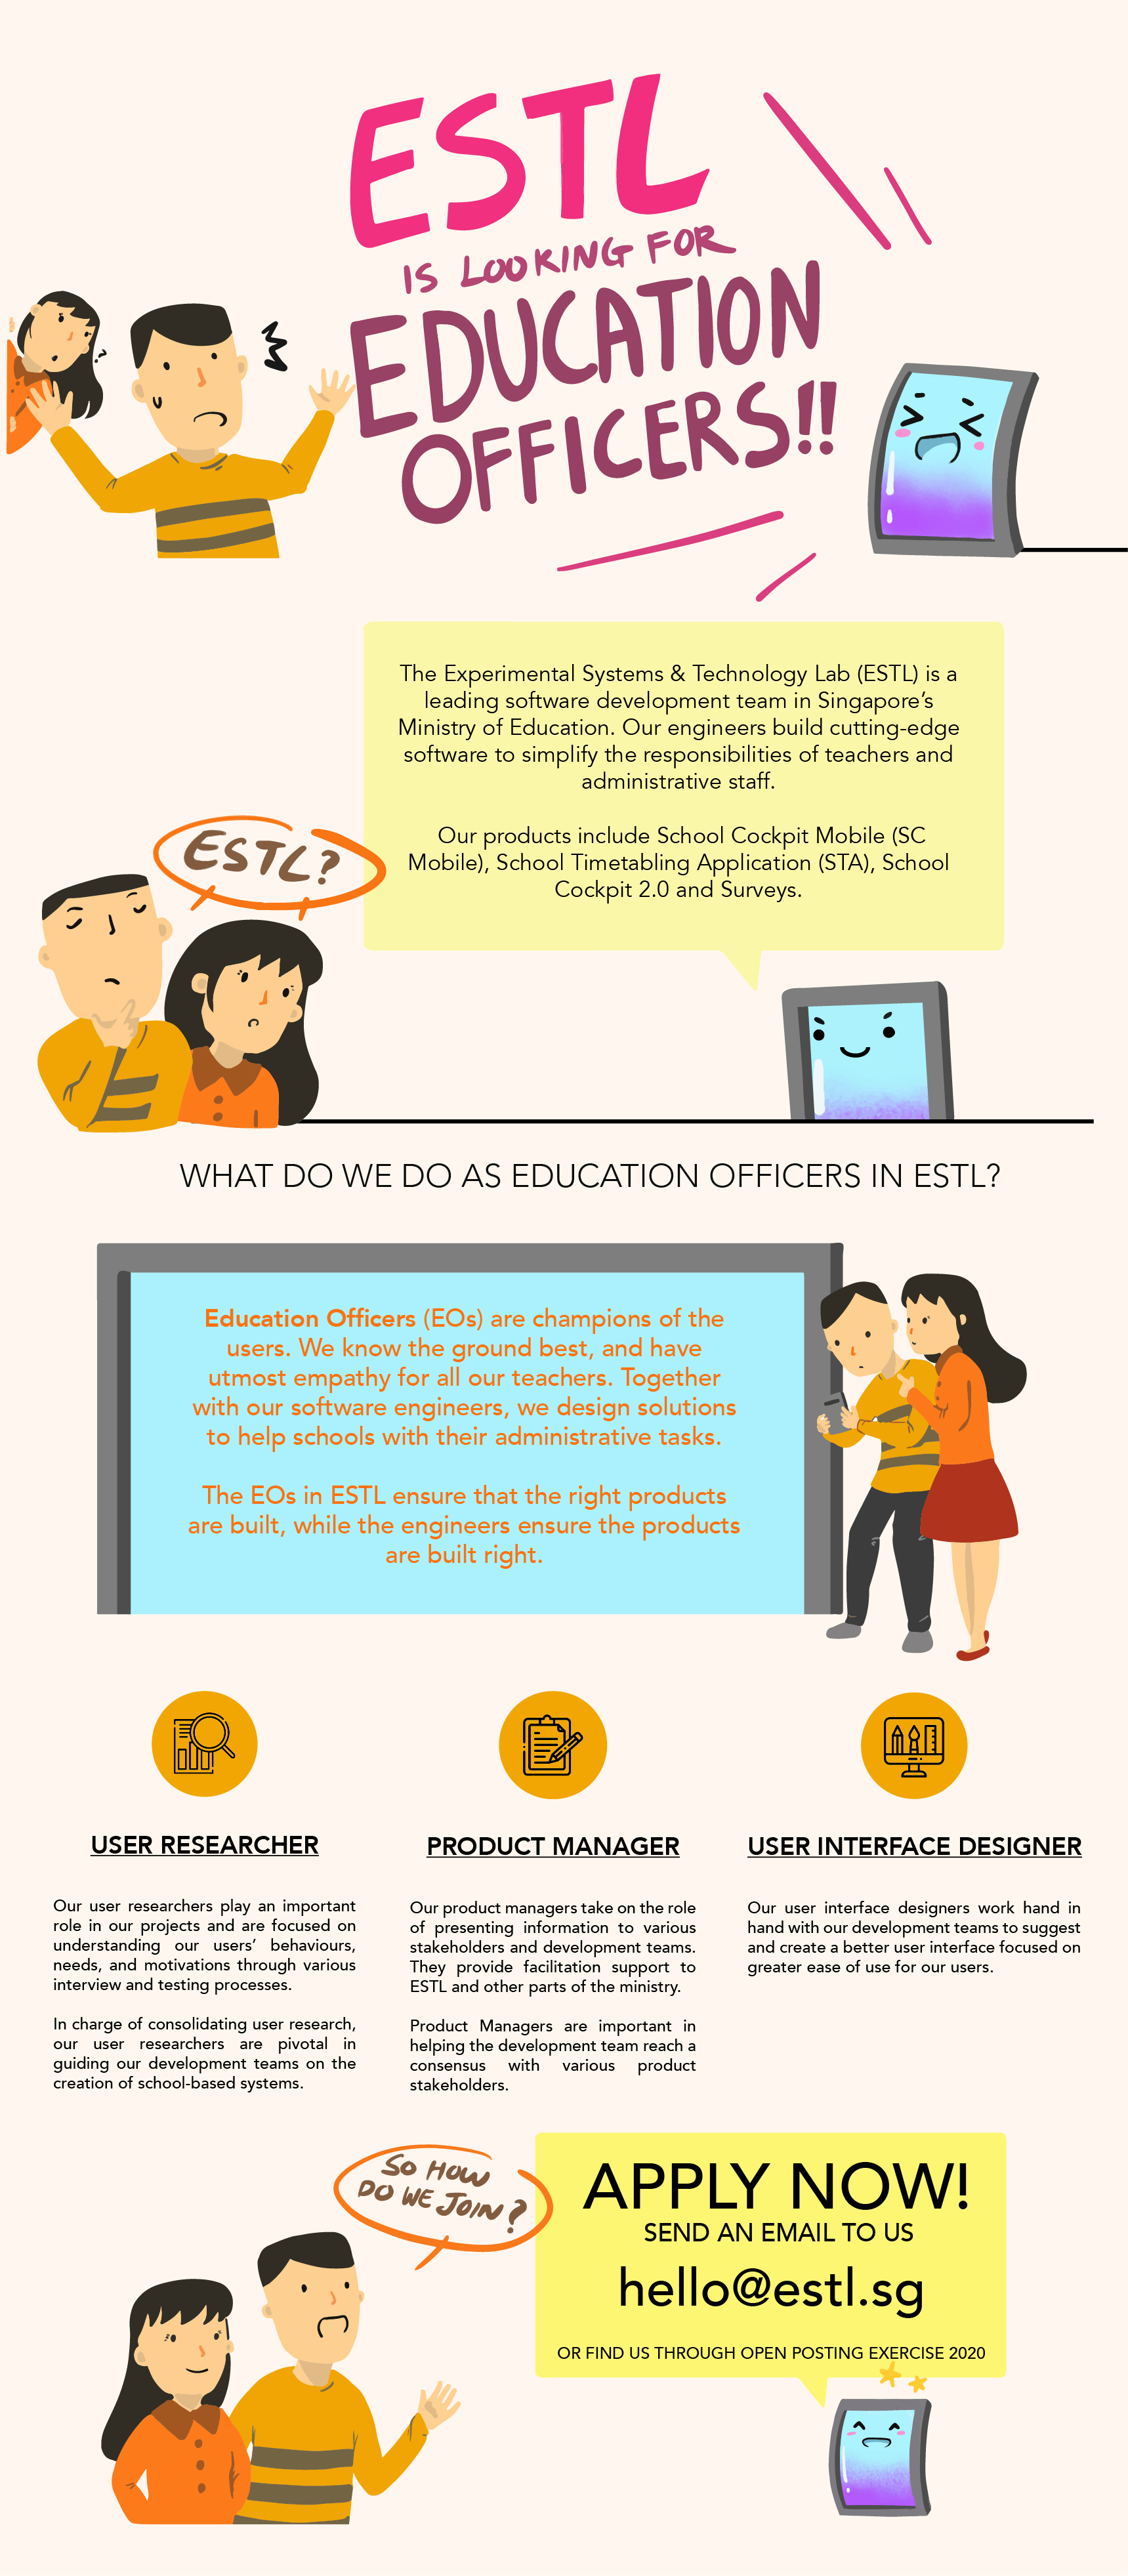 ESTL
IS LOOKING FOR
EDUCATION
OFFICERS!!
The Experimental Systems & Technology Lab (ESTL) is a
leading software development team in Singapore’s
Ministry of Education. Our engineers build cutting-edge
software to simplify the responsibilities of teachers and
administrative staff.
Our products include School Cockpit Mobile (SC
Mobile), School Timetabling Application (STA), School
Cockpit 2.0 and Surveys.
ESTL?
WHAT DO WE DO AS EDUCATION OFFICERS IN ESTL?
Education Officers (EOs) are champions of the
users. We know the ground best, and have
utmost empathy for all our teachers. Together
with our software engineers, we design solutions
to help schools with their administrative tasks.
The EOs in ESTL ensure that the right products
are built, while the engineers ensure the products
are built right.
USER RESEARCHER
Our user researchers play an important
role in our projects and are focused on
understanding our users’ behaviours,
needs, and motivations through various
interview and testing processes.
In charge of consolidating user research,
our user researchers are pivotal in
guiding our development teams on the
creation of school-based systems.
PRODUCT MANAGER
Our product managers take on the role
of presenting information to various
stakeholders and development teams.
They provide facilitation support to
ESTL and other parts of the ministry.
Product Managers are important in
helping the development team reach a
consensus with various product
stakeholders.
USER INTERFACE DESIGNER
Our user interface designers work hand in
hand with our development teams to suggest
and create a better user interface focused on
greater ease of use for our users.
SO HOW
DO WE JOIN?
APPLY NOW!
SEND AN EMAIL TO US
hello@estl.sg
OR FIND US THROUGH OPEN POSTING EXERCISE 2020